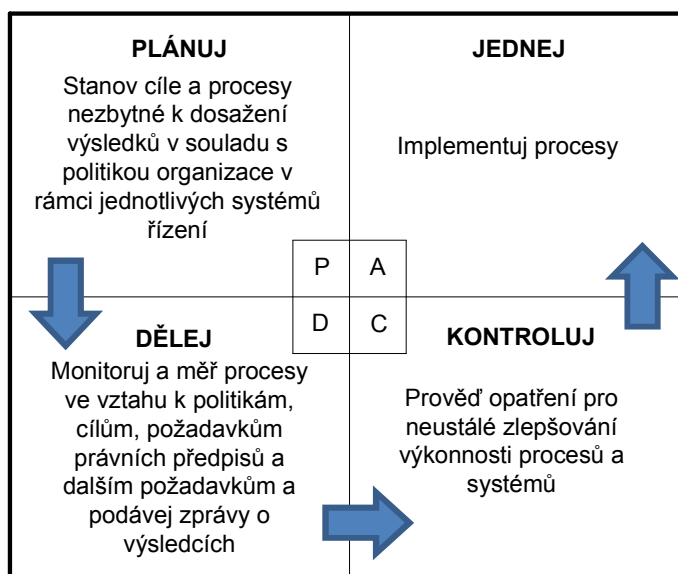 PLÁNUJ
Stanov cíle a procesy
nezbytné k dosažení
výsledků v souladu s
politikou organizace v
rámci jednotlivých systémů
řízení
JEDNEJ
Implementuj procesy
P
A
D
C
DĚLEJ
Monitoruj a měř procesy
ve vztahu k politikám,
cílům, požadavkům
právních předpisů a
dalším požadavkům a
podávej zprávy o
výsledcích
KONTROLUJ
Prověď opatření pro
neustálé zlepšování
výkonnosti procesů a
systémů